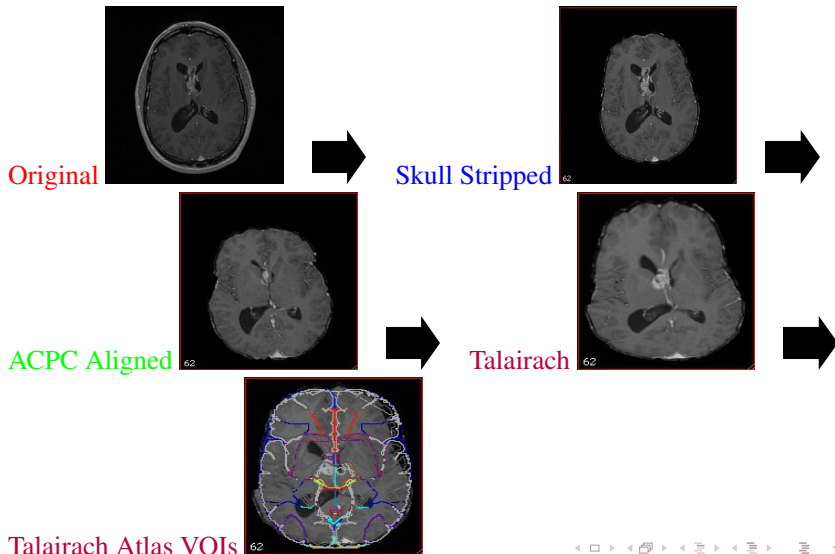 Original
Skull Stripped
62
ACPC Aligned
62
Talairach
62
Talairach Atlas VOIs
62